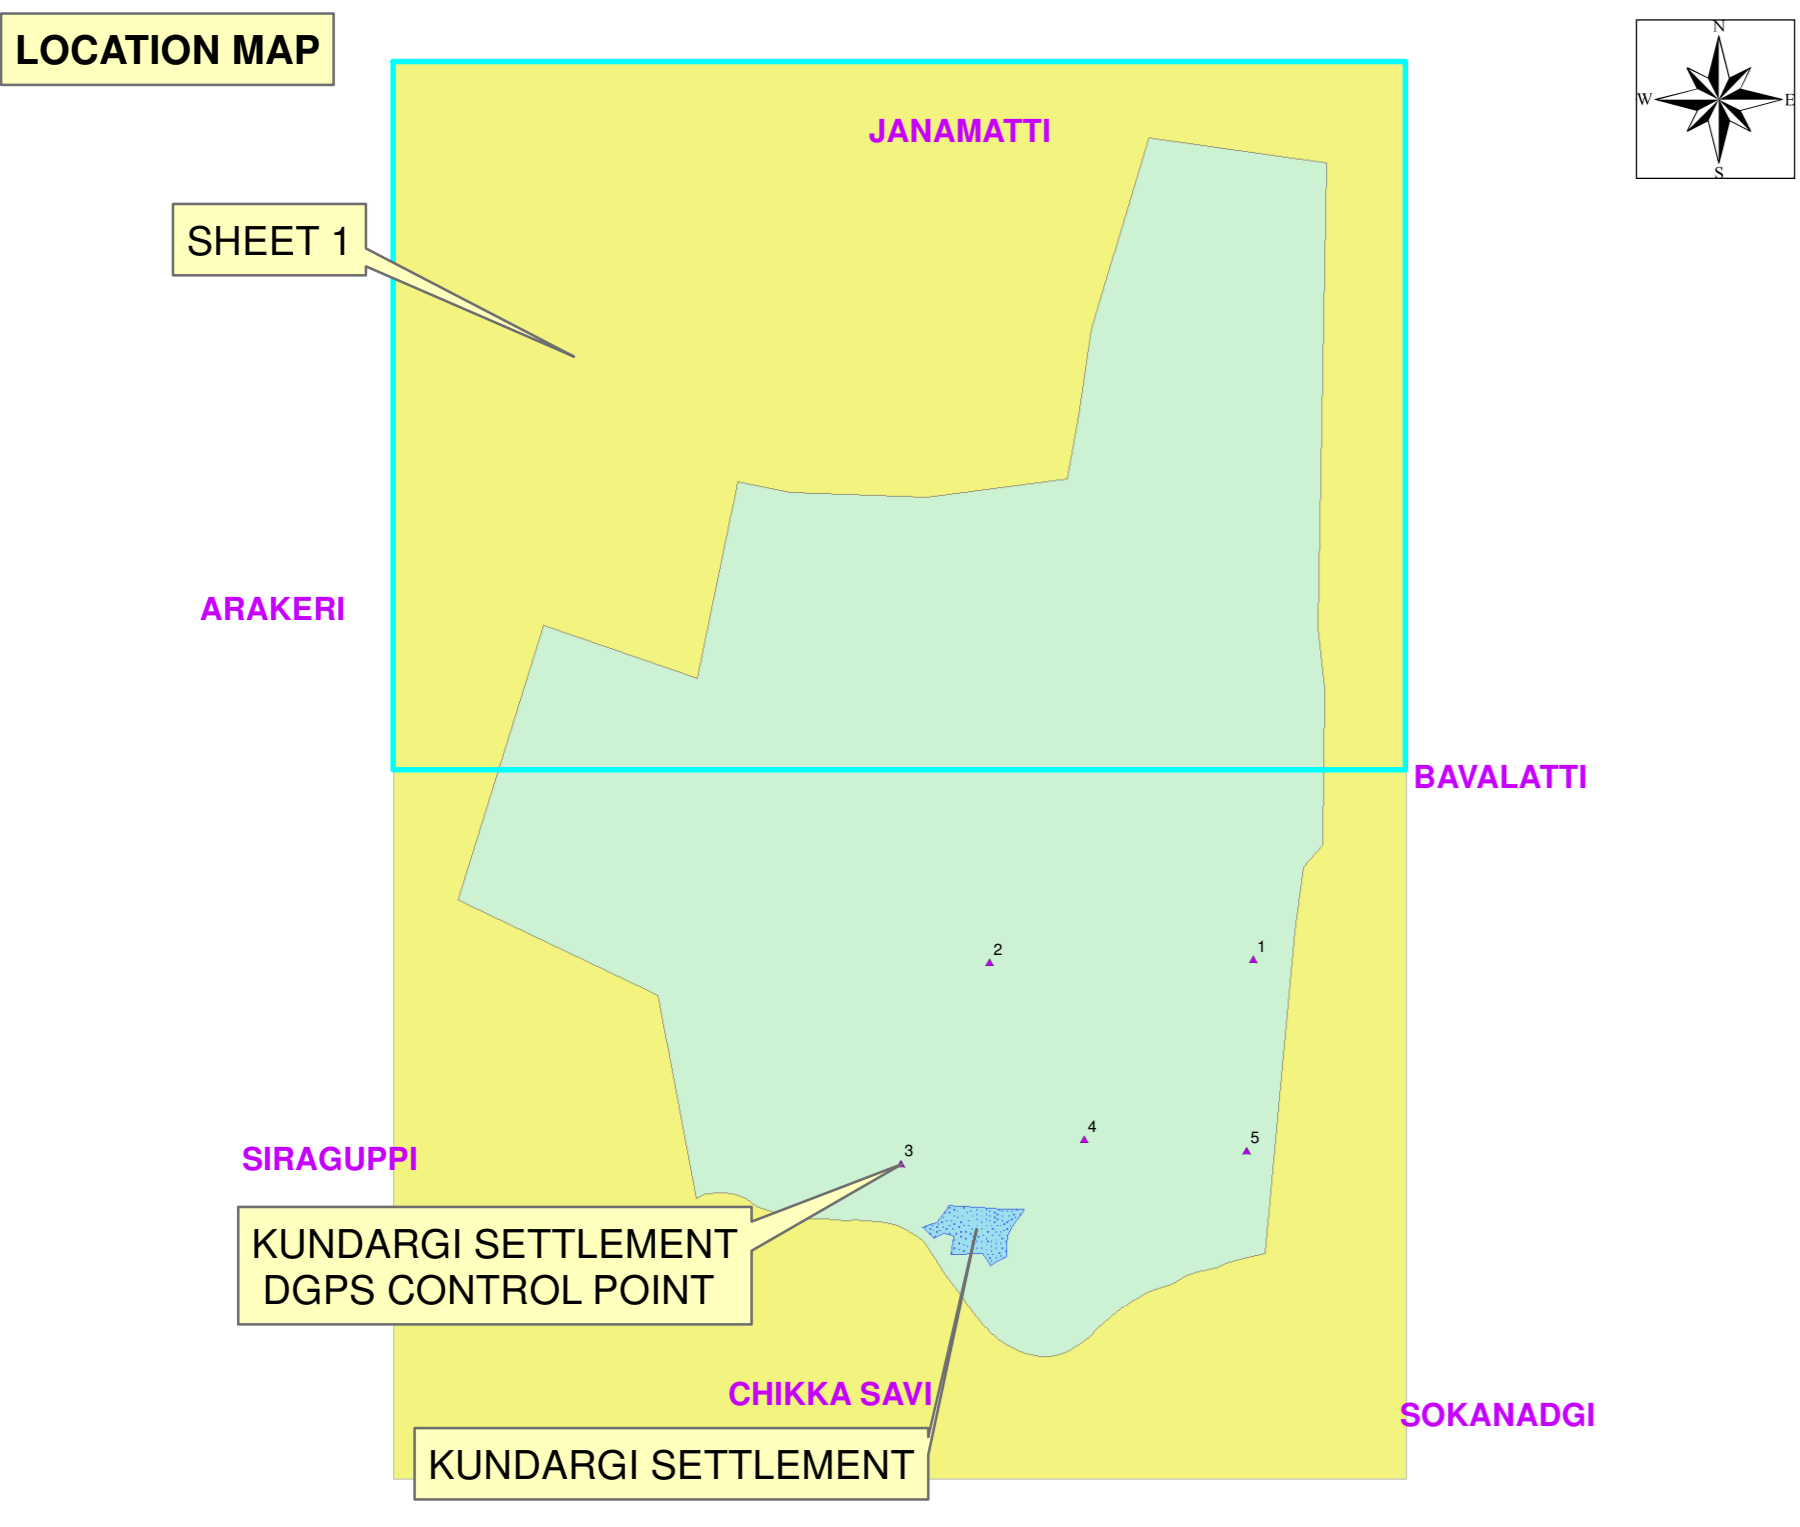 LOCATION MAP
N
W
E
S
JANAMATTI
SHEET 1
ARAKERI
BAVALATTI
2
1
4
5
3
SIRAGUPPI
KUNDARGI SETTLEMENT
DGPS CONTROL POINT
CHIKKA SAVI
SOKANADGI
KUNDARGI SETTLEMENT